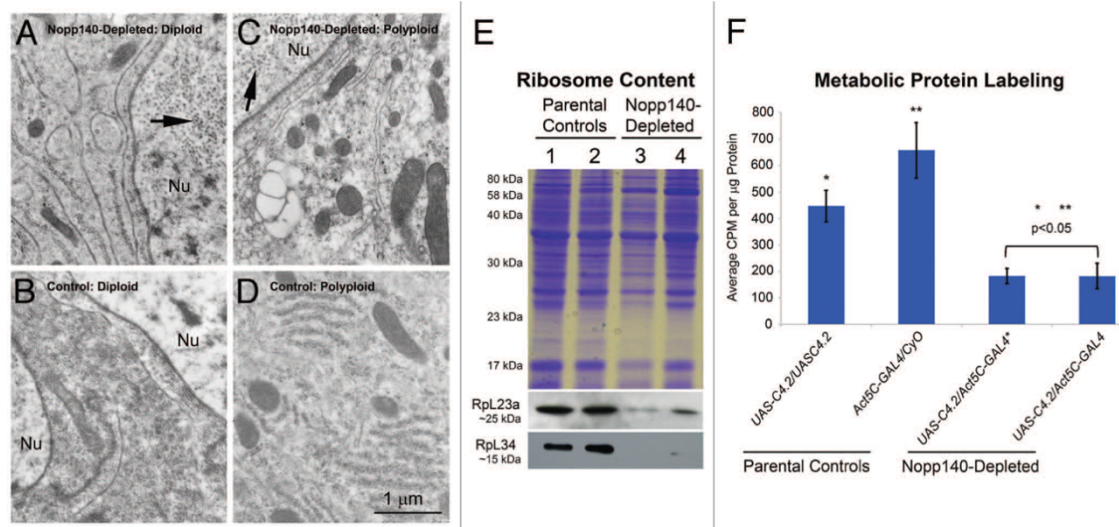 A Nopp140-Depleted: Diploid
Nu
B Control: Diploid
Nu
Nu
C Nopp140-Depleted: Polyploid
Nu
D Control: Polyploid
1 μm
E
Ribosome Content
Parental Controls
Nopp140-Depleted
1 2 3 4
80 kDa
58 kDa
40 kDa
30 kDa
23 kDa
17 kDa
RpL23a
~25 kDa
RpL34
~15 kDa
F
Metabolic Protein Labeling
Average CPM per μg Protein
800
700
600
500
400
300
200
100
0
*
**
* **
p<0.05
UAS-C4.2/UASC4.2
Act5C-GAL4/CyO
UAS-C4.2/Act5C-GAL4*
UAS-C4.2/Act5C-GAL4
Parental Controls
Nopp140-Depleted